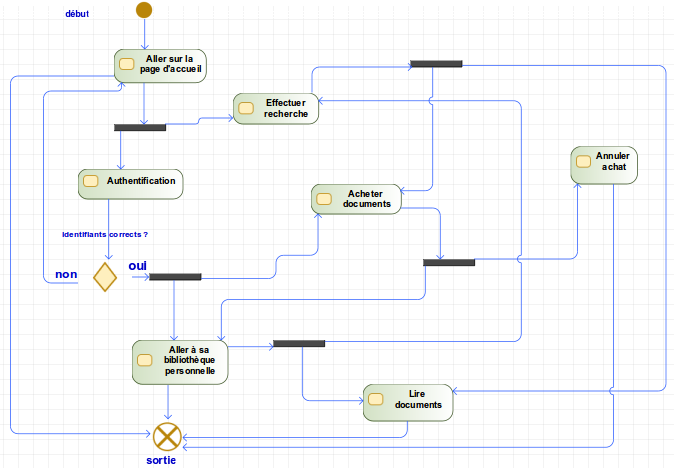 début
Aller sur la
page d'accueil
Effectuer
recherche
Annuler
achat
Authentification
Acheter
documents
Identifiants corrects ?
non
oui
Aller à sa
bibliothèque
personnelle
Lire
documents
sortie